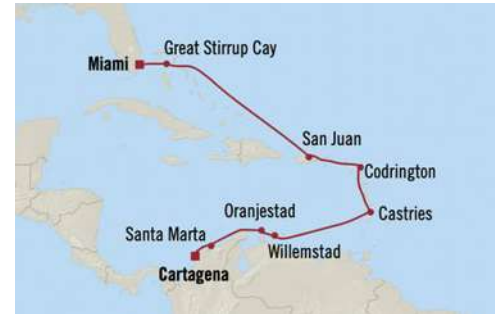 Great Stirrup Cay
Miami
San Juan
Codrington
Oranjestad
Castries
Santa Marta
Willemstad
Cartagena